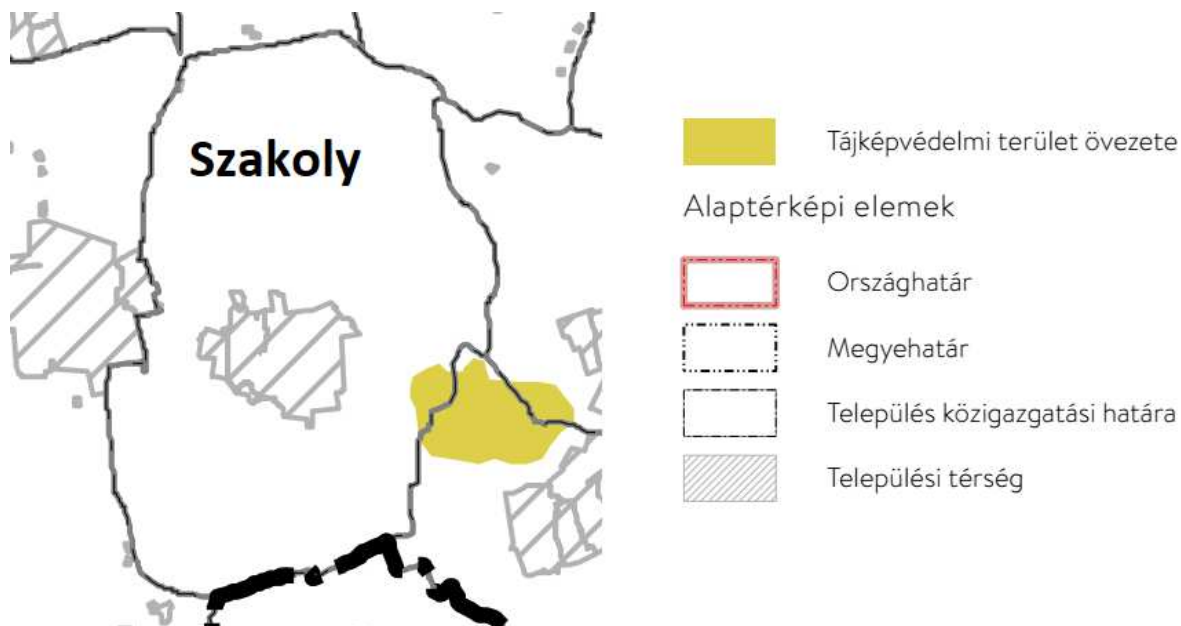 Szakoly
Tájképvédelmi terület övezete
Alaptérképi elemek
Országhatár
Megyehatár
Település közigazgatási határa
Települési térség